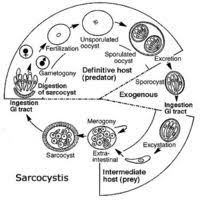 Unsporulated
oocyst
Fertilization
Sporulated
oocyst
Gametogony
Excretion
Digestion
of sarcocyst
Definitive host
(predator)
Sporocyst
Exogenous
Ingestion
GI tract
Ingestion
GI tract
Merogony
Excystation
Sarcocyst
Extra-
intestinal
Intermediate
host (prey)
Sarcocystis